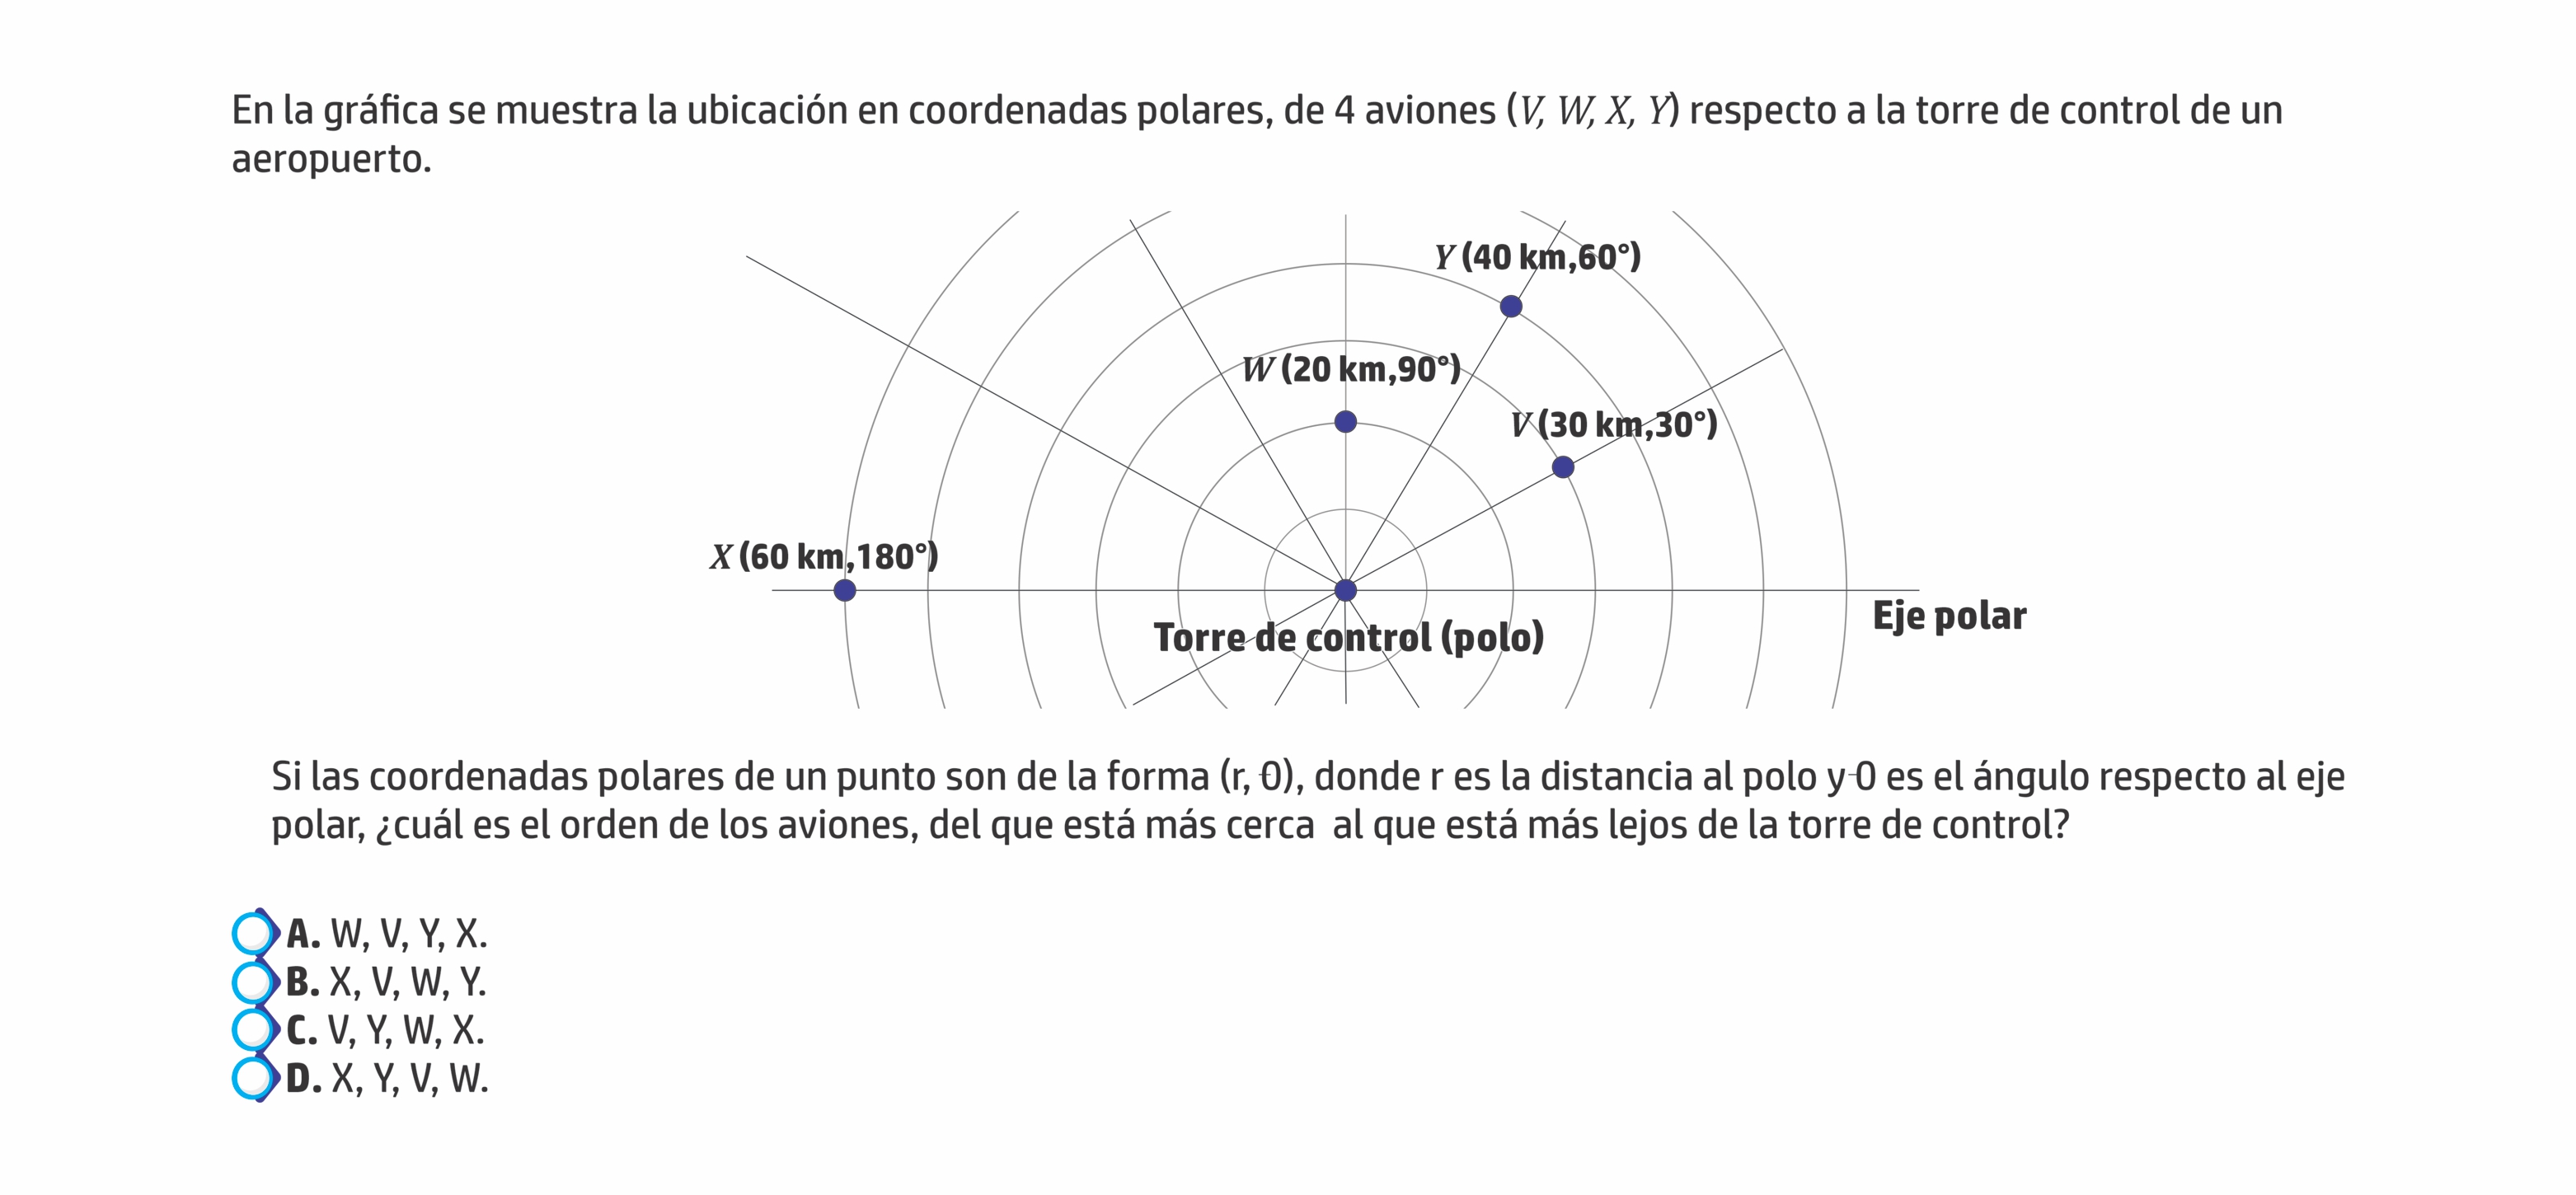 En la gráfica se muestra la ubicación en coordenadas polares, de 4 aviones (V, W, X, Y) respecto a la torre de control de un
aeropuerto.
Y (40 km,60°)
W (20 km,90°)
V (30 km,30°)
X (60 km,180°)
Eje polar
Torre de control (polo)
Si las coordenadas polares de un punto son de la forma (r, 0), donde r es la distancia al polo y 0 es el ángulo respecto al eje
polar, ¿cuál es el orden de los aviones, del que está más cerca  al que está más lejos de la torre de control?
A. W, V, Y, X.
B. X, V, W, Y.
C. V, Y, W, X.
D. X, Y, V, W.